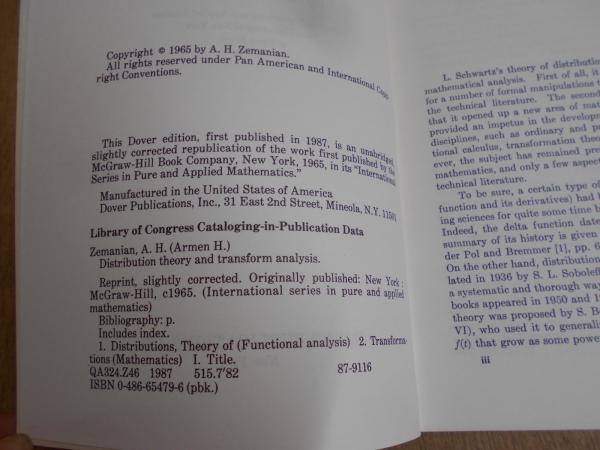 Copyright © 1965 by A. H. Zemanian.
All rights reserved under Pan American and International Copy-
right Conventions.
This Dover edition, first published in 1987, is an unabridged,
slightly corrected republication of the work first published by the
McGraw-Hill Book Company, New York, 1965, in its "International
Series in Pure and Applied Mathematics."
Manufactured in the United States of America
Dover Publications, Inc., 31 East 2nd Street, Mineola, N.Y. 11501
Library of Congress Cataloging-in-Publication Data
Zemanian, A. H. (Armen H.)
Distribution theory and transform analysis.
Reprint, slightly corrected. Originally published: New York :
McGraw-Hill, c1965. (International series in pure and applied
mathematics)
Bibliography: p.
Includes index.
1. Distributions, Theory of (Functional analysis) 2. Transforma-
tions (Mathematics) I. Title.
QA324.Z46 1987 515.7'82 87-9116
ISBN 0-486-65479-6 (pbk.)
L. Schwartz's theory of distribution
mathematical analysis. First of all, it
for a number of formal manipulations t
the technical literature. The second
that it opened up a new area of mat
provided an impetus in the developm
disciplines, such as ordinary and p
tional calculus, transformation theo
ever, the subject has remained pre
mathematics, and only a few aspec
technical literature.
To be sure, a certain type of
function and its derivatives) had b
ing sciences for quite some time b
Indeed, the delta function date
summary of its history is given
der Pol and Bremmer [1], pp. 6
On the other hand, distribution
lated in 1936 by S. L. Soboleff
a systematic and thorough way
books appeared in 1950 and 1
theory was proposed by S. Bo
VI), who used it to generali
f(t) that grow as some powe
iii